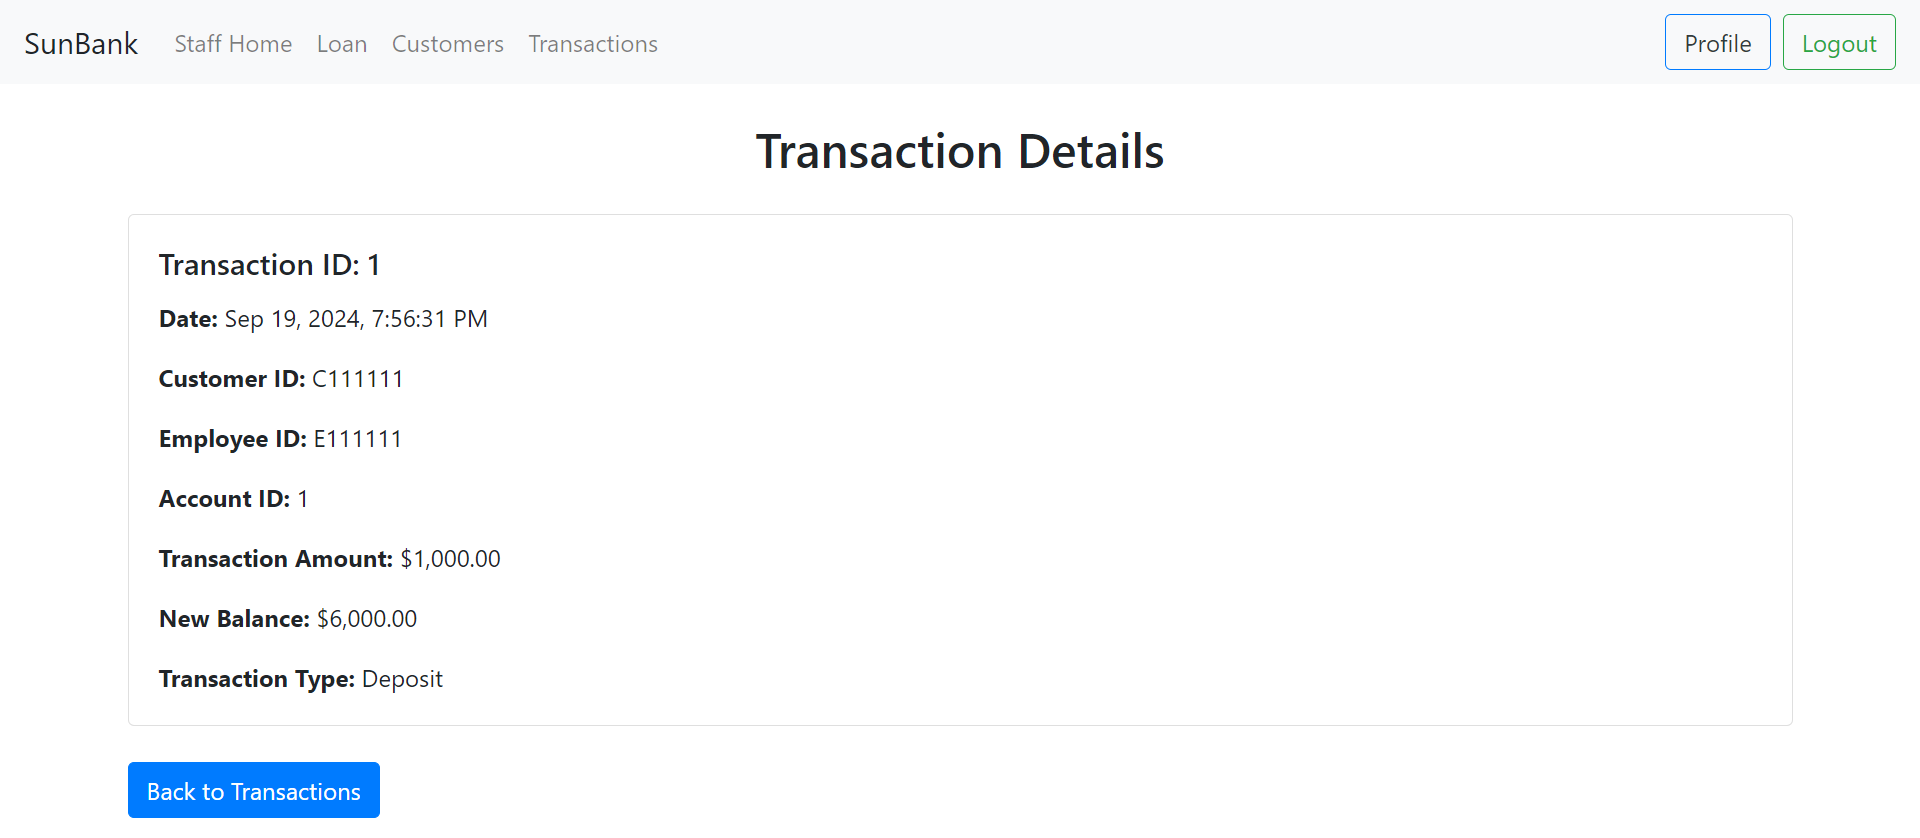 SunBank Staff Home Loan Customers Transactions Profile Logout
Transaction Details
Transaction ID: 1
Date: Sep 19, 2024, 7:56:31 PM
Customer ID: C111111
Employee ID: E111111
Account ID: 1
Transaction Amount: $1,000.00
New Balance: $6,000.00
Transaction Type: Deposit
Back to Transactions